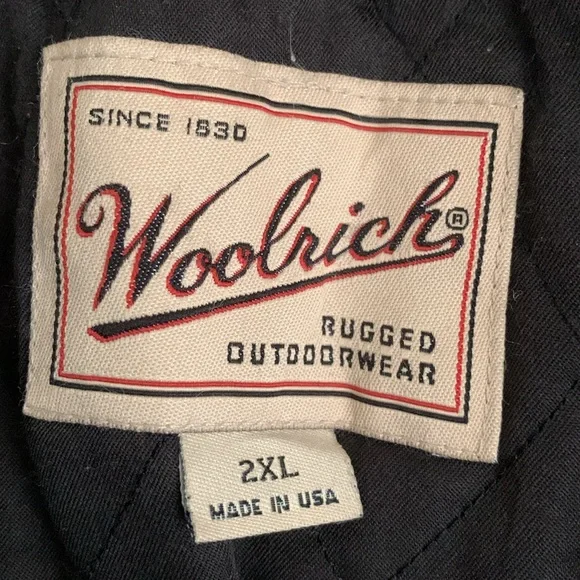 SINCE 1830
Woolrich®
RUGGED
OUTDOORWEAR
2XL
MADE IN USA